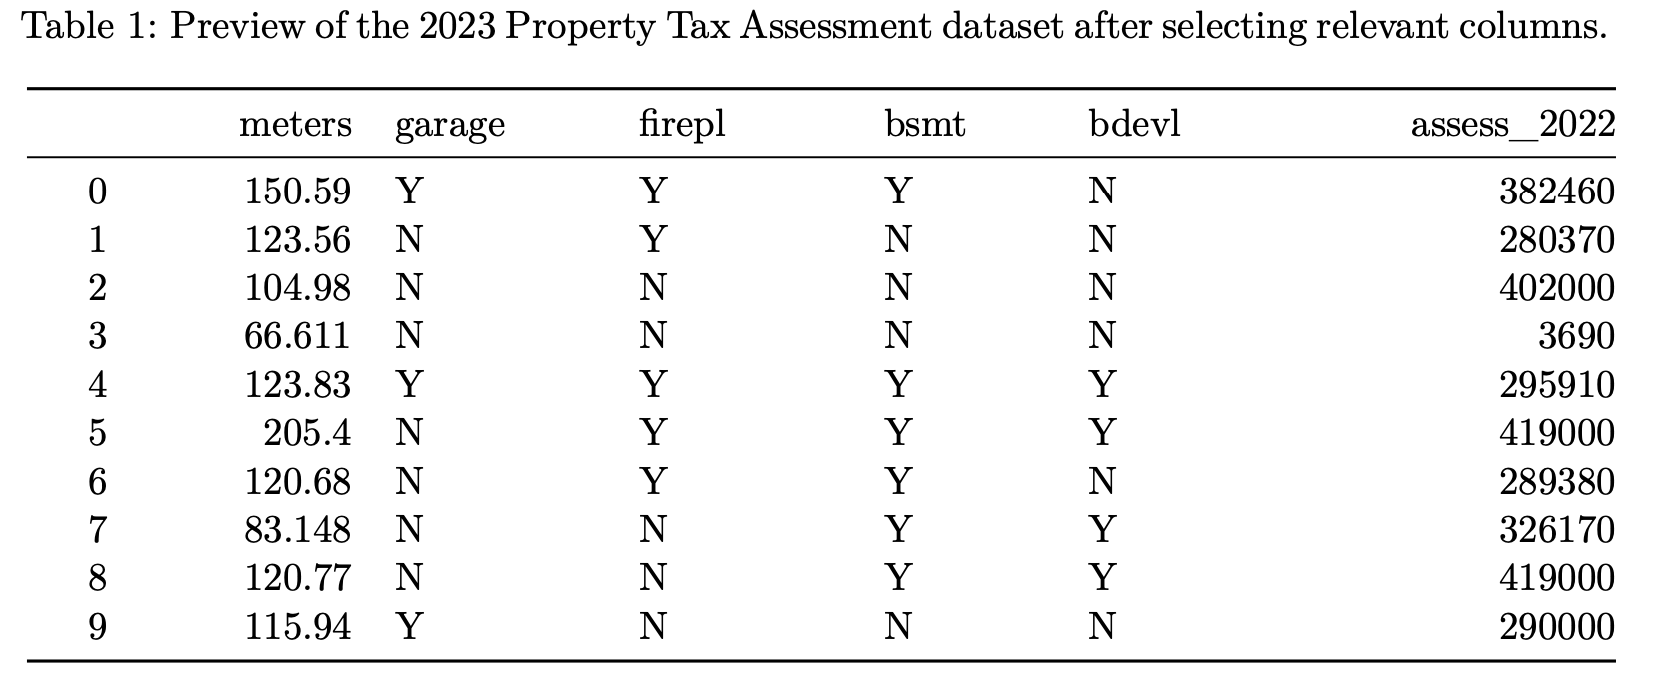 Table 1: Preview of the 2023 Property Tax Assessment dataset after selecting relevant columns.
meters garage firepl bsmt bdevl assess_2022
0 150.59 Y Y Y N 382460
1 123.56 N Y N N 280370
2 104.98 N N N N 402000
3 66.611 N N N N 3690
4 123.83 Y Y Y Y 295910
5 205.4 N Y Y Y 419000
6 120.68 N Y Y N 289380
7 83.148 N N Y Y 326170
8 120.77 N N Y Y 419000
9 115.94 Y N N N 290000